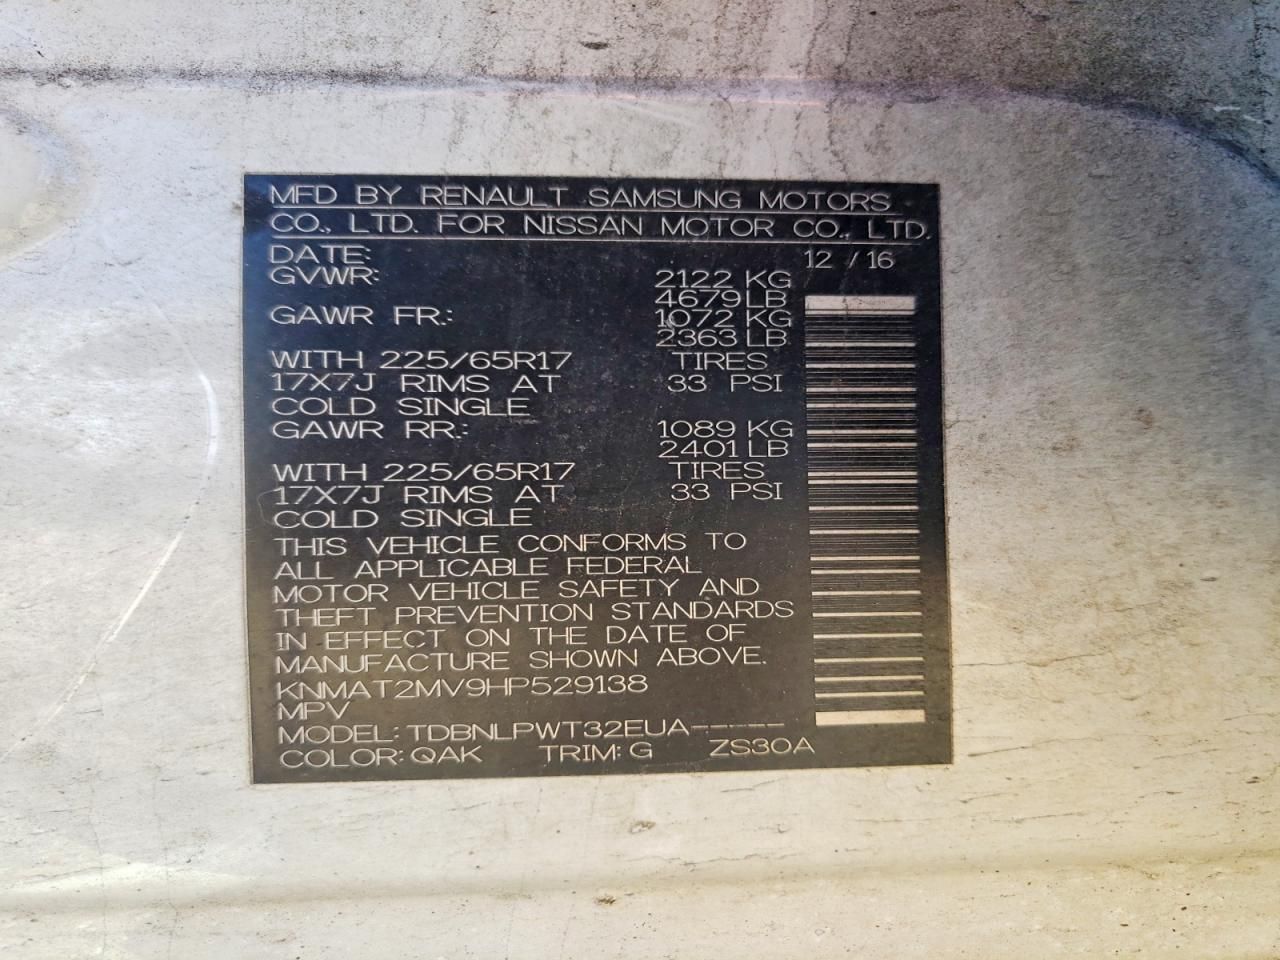 MFD BY RENAULT SAMSUNG MOTORS
CO., LTD. FOR NISSAN MOTOR CO., LTD.
DATE: 12 / 16
GVWR: 2122 KG
4679 LB
GAWR FR.: 1072 KG
2363 LB
WITH 225/65R17 TIRES
17X7J RIMS AT 33 PSI
COLD SINGLE
GAWR RR.: 1089 KG
2401 LB
WITH 225/65R17 TIRES
17X7J RIMS AT 33 PSI
COLD SINGLE
THIS VEHICLE CONFORMS TO
ALL APPLICABLE FEDERAL
MOTOR VEHICLE SAFETY AND
THEFT PREVENTION STANDARDS
IN EFFECT ON THE DATE OF
MANUFACTURE SHOWN ABOVE.
KNMAT2MV9HP529138
MPV
MODEL: TDBNLPWT32EUA-----
COLOR: QAK TRIM: G ZS30A